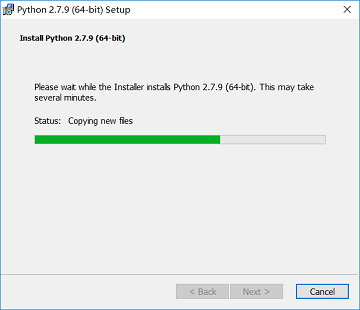 Python 2.7.9 (64-bit) Setup
Install Python 2.7.9 (64-bit)
Please wait while the Installer installs Python 2.7.9 (64-bit). This may take
several minutes.
Status: Copying new files
< Back Next > Cancel